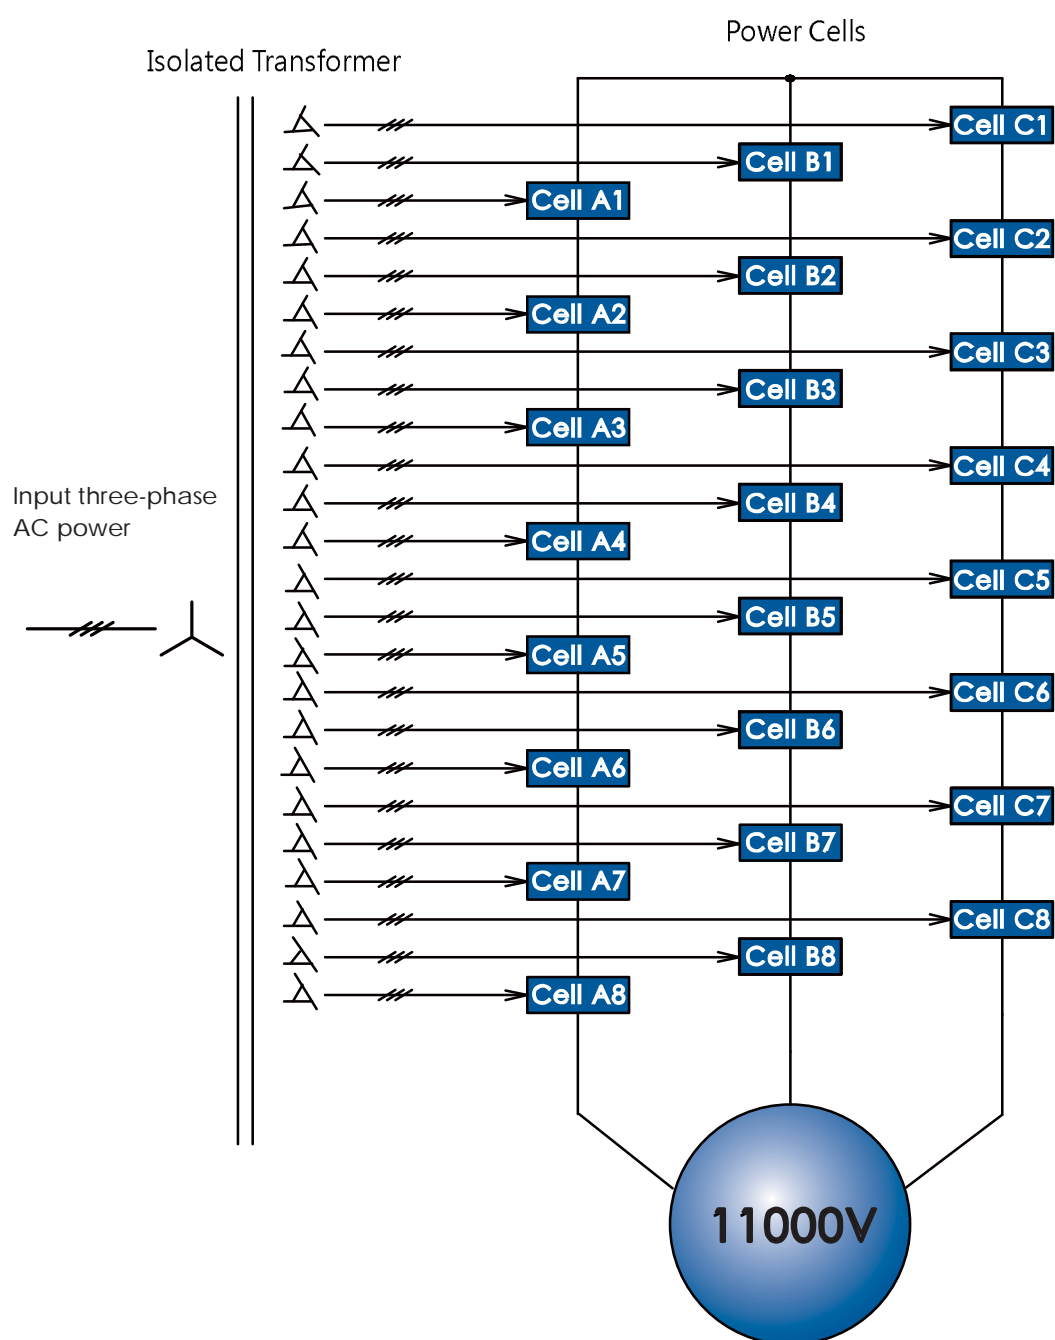 Power Cells
Isolated Transformer
Cell C1
Cell B1
Cell A1
Cell C2
Cell B2
Cell A2
Cell C3
Cell B3
Cell A3
Cell C4
Input three-phase
AC power
Cell B4
Cell A4
Cell C5
Cell B5
Cell A5
Cell C6
Cell B6
Cell A6
Cell C7
Cell B7
Cell A7
Cell C8
Cell B8
Cell A8
11000V